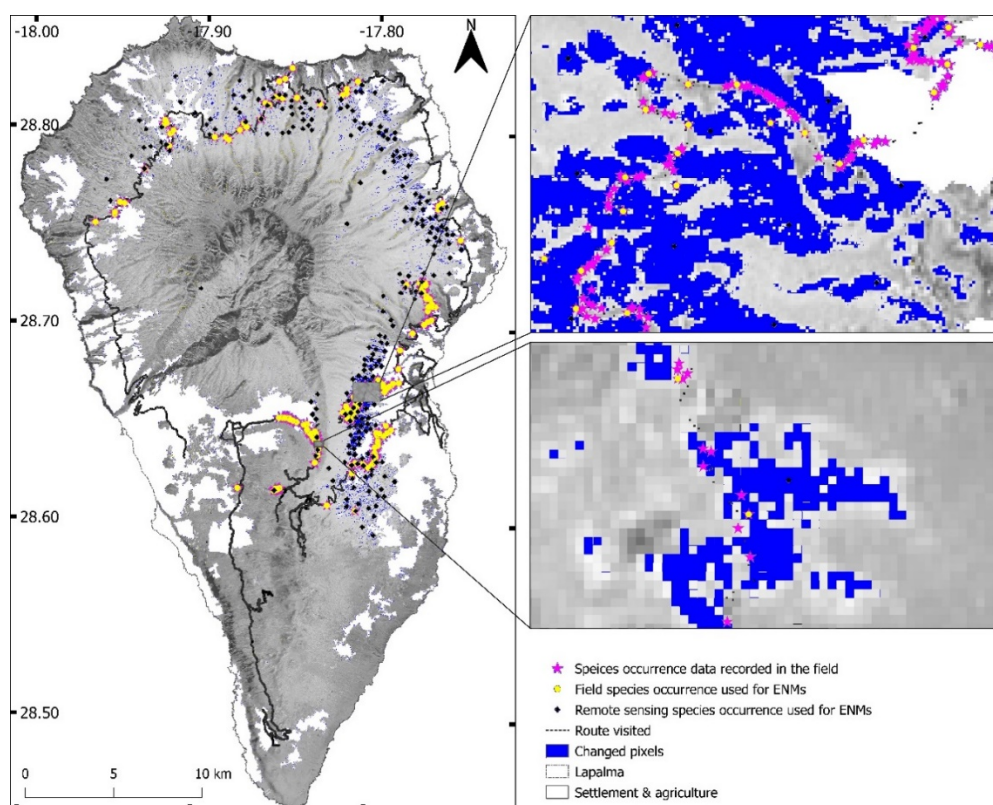 -18.00 -17.90 -17.80
N
28.80
28.70
28.60
28.50
0 5 10 km
Speices occurrence data recorded in the field
Field species occurrence used for ENMs
Remote sensing species occurrence used for ENMs
Route visited
Changed pixels
Lapalma
Settlement & agriculture